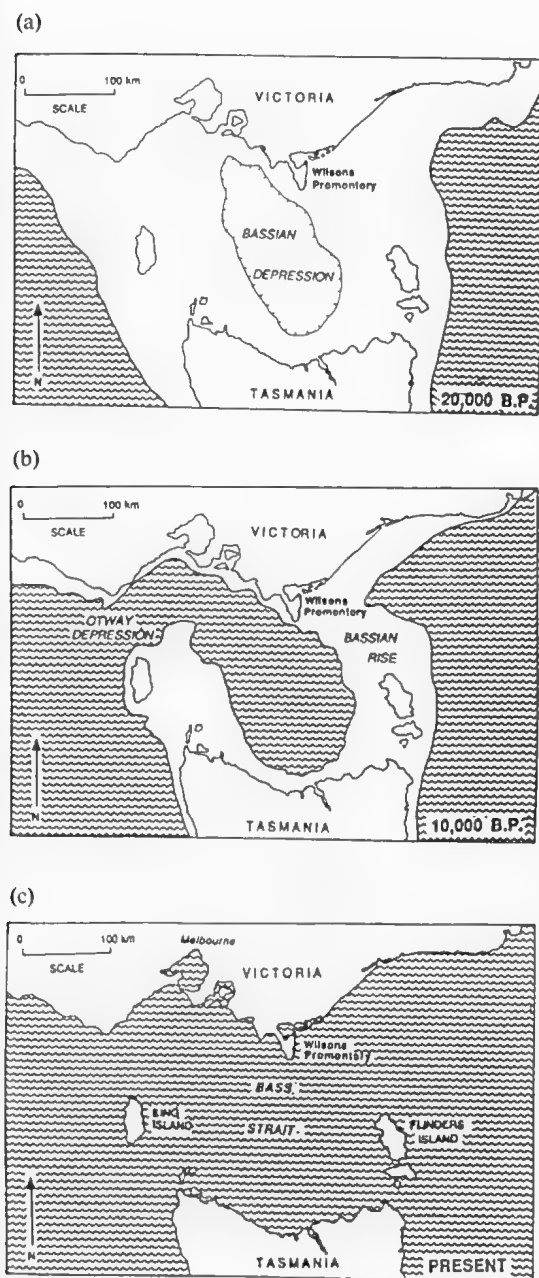 (a)
0 100 km
SCALE
VICTORIA
Wilsons
Promontory
BASSIAN
DEPRESSION
N
TASMANIA
20,000 B.P.
(b)
0 100 km
SCALE
VICTORIA
OTWAY
DEPRESSION
Wilsons
Promontory
BASSIAN
RISE
N
TASMANIA
10,000 B.P.
(c)
0 100 km
SCALE
Melbourne
VICTORIA
Wilsons
Promontory
BASS
KING
ISLAND
STRAIT
FLINDERS
ISLAND
N
TASMANIA
PRESENT